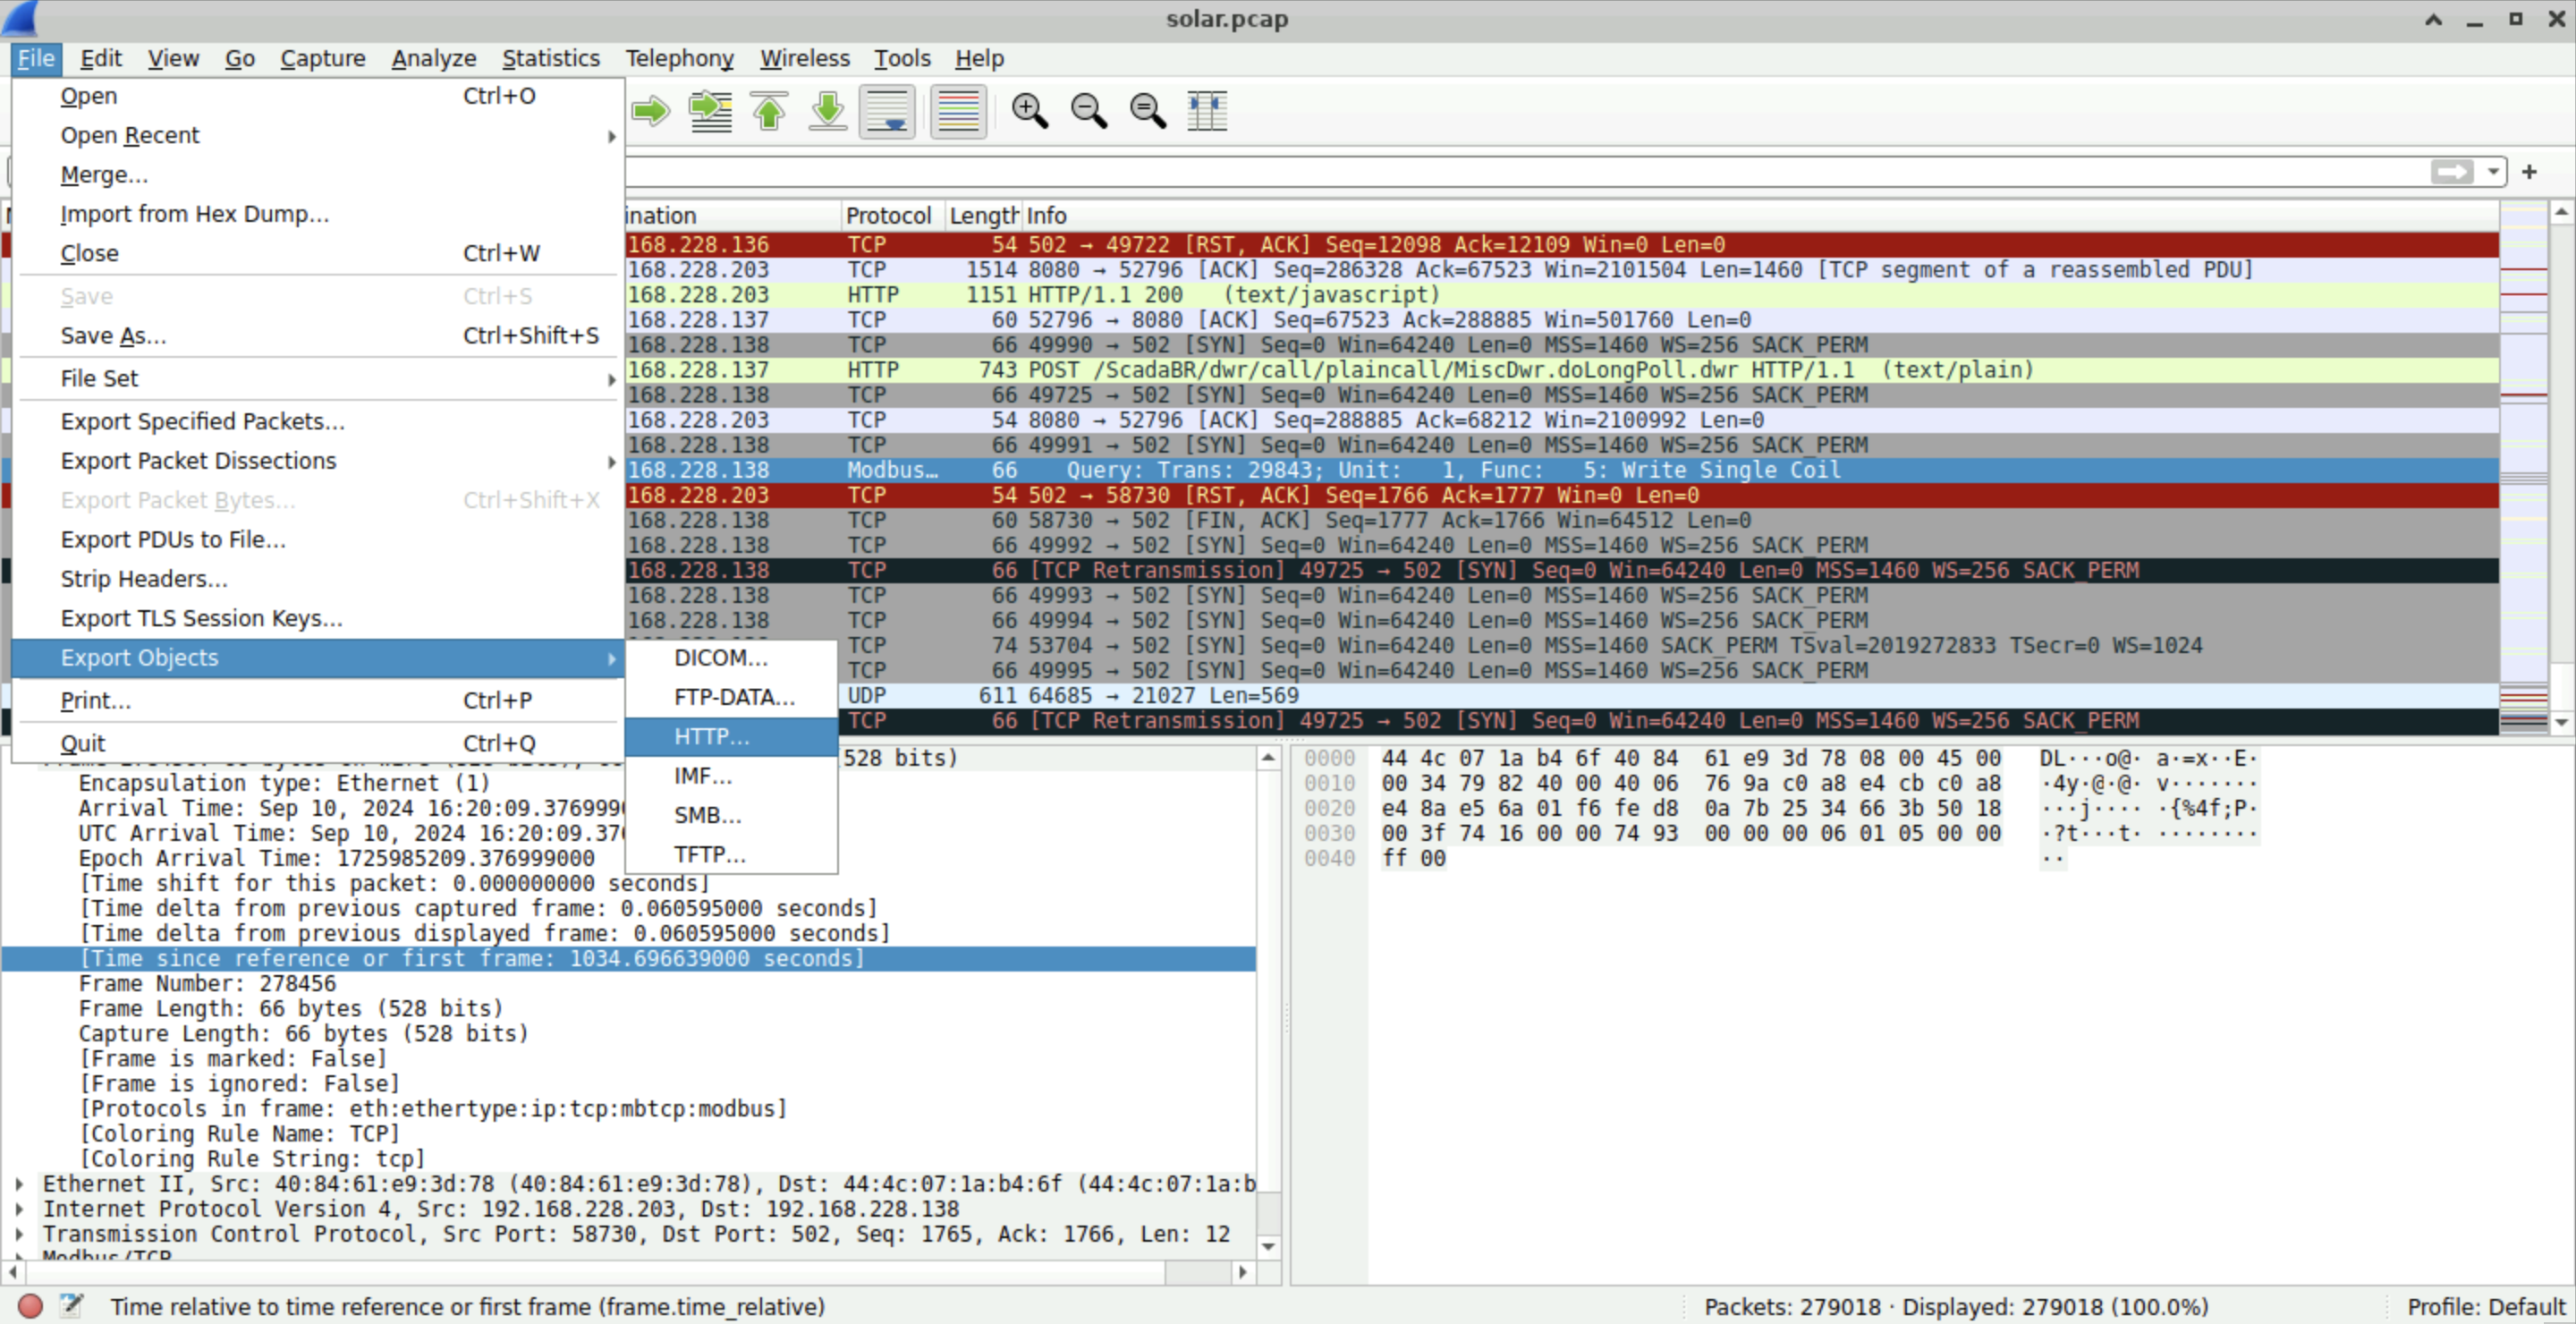 solar.pcap
File Edit View Go Capture Analyze Statistics Telephony Wireless Tools Help
Open Ctrl+O
Open Recent
Merge...
Import from Hex Dump...
Close Ctrl+W
Save Ctrl+S
Save As... Ctrl+Shift+S
File Set
Export Specified Packets...
Export Packet Dissections
Export Packet Bytes... Ctrl+Shift+X
Export PDUs to File...
Strip Headers...
Export TLS Session Keys...
Export Objects
Print... Ctrl+P
Quit Ctrl+Q
DICOM...
FTP-DATA...
HTTP...
IMF...
SMB...
TFTP...
ination Protocol Length Info
168.228.136 TCP 54 502 → 49722 [RST, ACK] Seq=12098 Ack=12109 Win=0 Len=0
168.228.203 TCP 1514 8080 → 52796 [ACK] Seq=286328 Ack=67523 Win=2101504 Len=1460 [TCP segment of a reassembled PDU]
168.228.203 HTTP 1151 HTTP/1.1 200 (text/javascript)
168.228.137 TCP 60 52796 → 8080 [ACK] Seq=67523 Ack=288885 Win=501760 Len=0
168.228.138 TCP 66 49990 → 502 [SYN] Seq=0 Win=64240 Len=0 MSS=1460 WS=256 SACK_PERM
168.228.137 HTTP 743 POST /ScadaBR/dwr/call/plaincall/MiscDwr.doLongPoll.dwr HTTP/1.1 (text/plain)
168.228.138 TCP 66 49725 → 502 [SYN] Seq=0 Win=64240 Len=0 MSS=1460 WS=256 SACK_PERM
168.228.203 TCP 54 8080 → 52796 [ACK] Seq=288885 Ack=68212 Win=2100992 Len=0
168.228.138 TCP 66 49991 → 502 [SYN] Seq=0 Win=64240 Len=0 MSS=1460 WS=256 SACK_PERM
168.228.138 Modbus… 66 Query: Trans: 29843; Unit: 1, Func: 5: Write Single Coil
168.228.203 TCP 54 502 → 58730 [RST, ACK] Seq=1766 Ack=1777 Win=0 Len=0
168.228.138 TCP 60 58730 → 502 [FIN, ACK] Seq=1777 Ack=1766 Win=64512 Len=0
168.228.138 TCP 66 49992 → 502 [SYN] Seq=0 Win=64240 Len=0 MSS=1460 WS=256 SACK_PERM
168.228.138 TCP 66 [TCP Retransmission] 49725 → 502 [SYN] Seq=0 Win=64240 Len=0 MSS=1460 WS=256 SACK_PERM
168.228.138 TCP 66 49993 → 502 [SYN] Seq=0 Win=64240 Len=0 MSS=1460 WS=256 SACK_PERM
168.228.138 TCP 66 49994 → 502 [SYN] Seq=0 Win=64240 Len=0 MSS=1460 WS=256 SACK_PERM
TCP 74 53704 → 502 [SYN] Seq=0 Win=64240 Len=0 MSS=1460 SACK_PERM TSval=2019272833 TSecr=0 WS=1024
TCP 66 49995 → 502 [SYN] Seq=0 Win=64240 Len=0 MSS=1460 WS=256 SACK_PERM
UDP 611 64685 → 21027 Len=569
TCP 66 [TCP Retransmission] 49725 → 502 [SYN] Seq=0 Win=64240 Len=0 MSS=1460 WS=256 SACK_PERM
528 bits)
Encapsulation type: Ethernet (1)
Arrival Time: Sep 10, 2024 16:20:09.3769990
UTC Arrival Time: Sep 10, 2024 16:20:09.376
Epoch Arrival Time: 1725985209.376999000
[Time shift for this packet: 0.000000000 seconds]
[Time delta from previous captured frame: 0.060595000 seconds]
[Time delta from previous displayed frame: 0.060595000 seconds]
[Time since reference or first frame: 1034.696639000 seconds]
Frame Number: 278456
Frame Length: 66 bytes (528 bits)
Capture Length: 66 bytes (528 bits)
[Frame is marked: False]
[Frame is ignored: False]
[Protocols in frame: eth:ethertype:ip:tcp:mbtcp:modbus]
[Coloring Rule Name: TCP]
[Coloring Rule String: tcp]
Ethernet II, Src: 40:84:61:e9:3d:78 (40:84:61:e9:3d:78), Dst: 44:4c:07:1a:b4:6f (44:4c:07:1a:b
Internet Protocol Version 4, Src: 192.168.228.203, Dst: 192.168.228.138
Transmission Control Protocol, Src Port: 58730, Dst Port: 502, Seq: 1765, Ack: 1766, Len: 12
Modbus/TCP
0000 44 4c 07 1a b4 6f 40 84 61 e9 3d 78 08 00 45 00 DL···o@· a·=x··E·
0010 00 34 79 82 40 00 40 06 76 9a c0 a8 e4 cb c0 a8 ·4y·@·@· v·······
0020 e4 8a e5 6a 01 f6 fe d8 0a 7b 25 34 66 3b 50 18 ···j···· ·{%4f;P·
0030 00 3f 74 16 00 00 74 93 00 00 00 06 01 05 00 00 ·?t···t· ········
0040 ff 00 ··
Time relative to time reference or first frame (frame.time_relative)
Packets: 279018 · Displayed: 279018 (100.0%)
Profile: Default